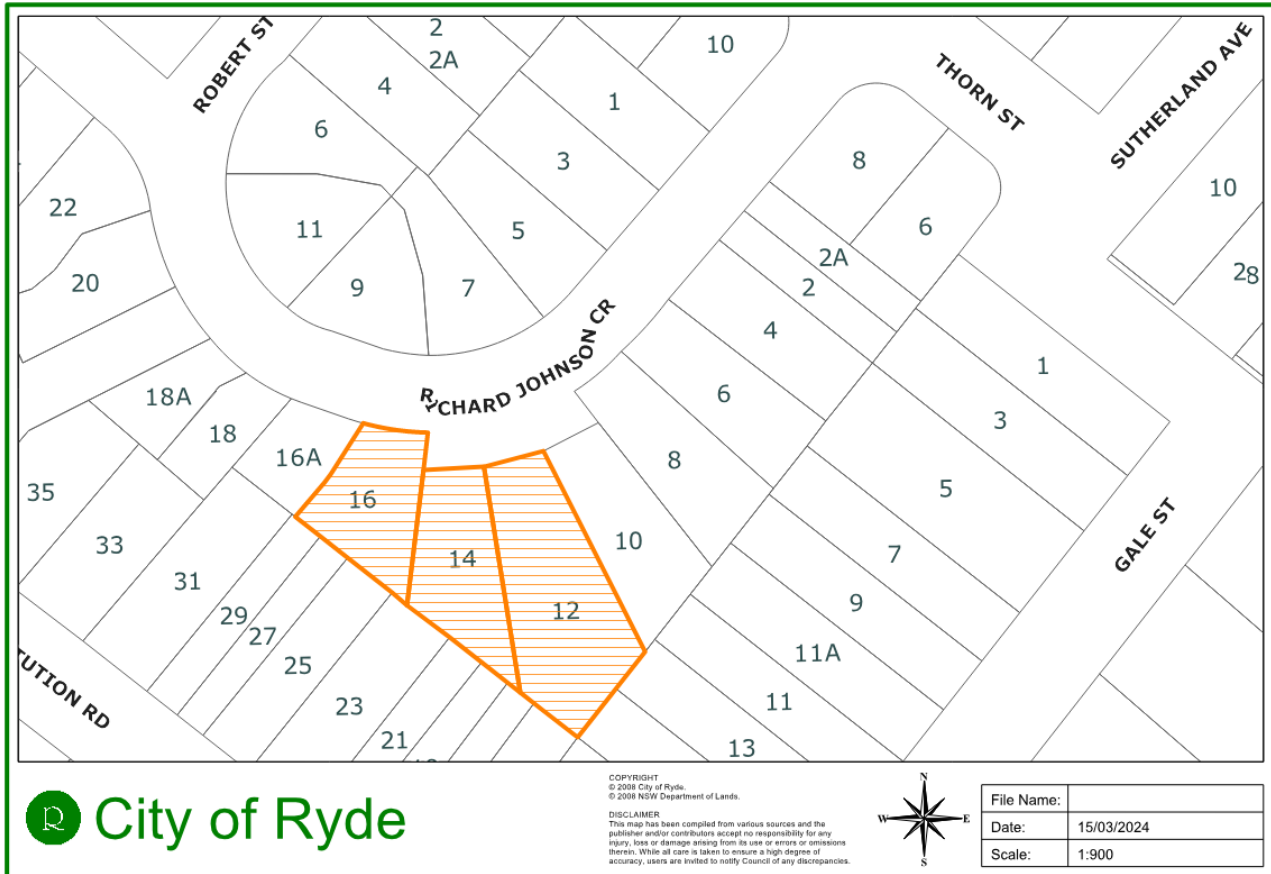 2
2A
10
ROBERT ST
THORN ST
SUTHERLAND AVE
4
1
6
3
8
10
22
11
5
6
2A
28
20
9
7
2
4
1
RICHARD JOHNSON CR
18A
6
3
18
16A
8
35
16
5
33
14
10
7
GALE ST
31
12
9
29
27
11A
25
TUTION RD
23
11
21
13
City of Ryde
COPYRIGHT
© 2008 City of Ryde.
© 2008 NSW Department of Lands.
DISCLAIMER
This map has been compiled from various sources and the
publisher and/or contributors accept no responsibility for any
injury, loss or damage arising from its use or errors or omissions
therein. While all care is taken to ensure a high degree of
accuracy, users are invited to notify Council of any discrepancies.
N
W
E
S
File Name:
Date: 15/03/2024
Scale: 1:900